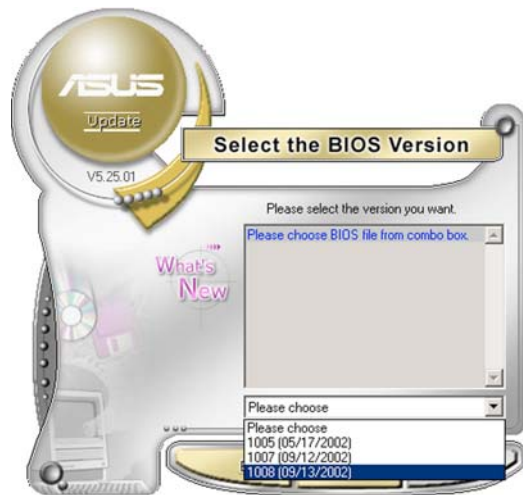 ASUS
Update
V5.25.01
Select the BIOS Version
Please select the version you want.
Please choose BIOS file from combo box.
What's
New
Please choose
Please choose
1005 (05/17/2002)
1007 (09/12/2002)
1008 (09/13/2002)